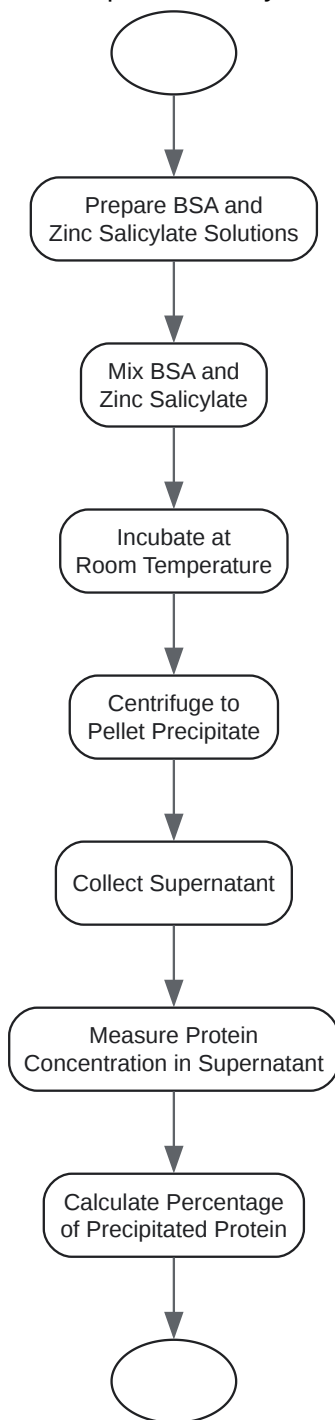 Prepare BSA and
Zinc Salicylate Solutions
Mix BSA and
Zinc Salicylate
Incubate at
Room Temperature
Centrifuge to
Pellet Precipitate
Collect Supernatant
Measure Protein
Concentration in Supernatant
Calculate Percentage
of Precipitated Protein